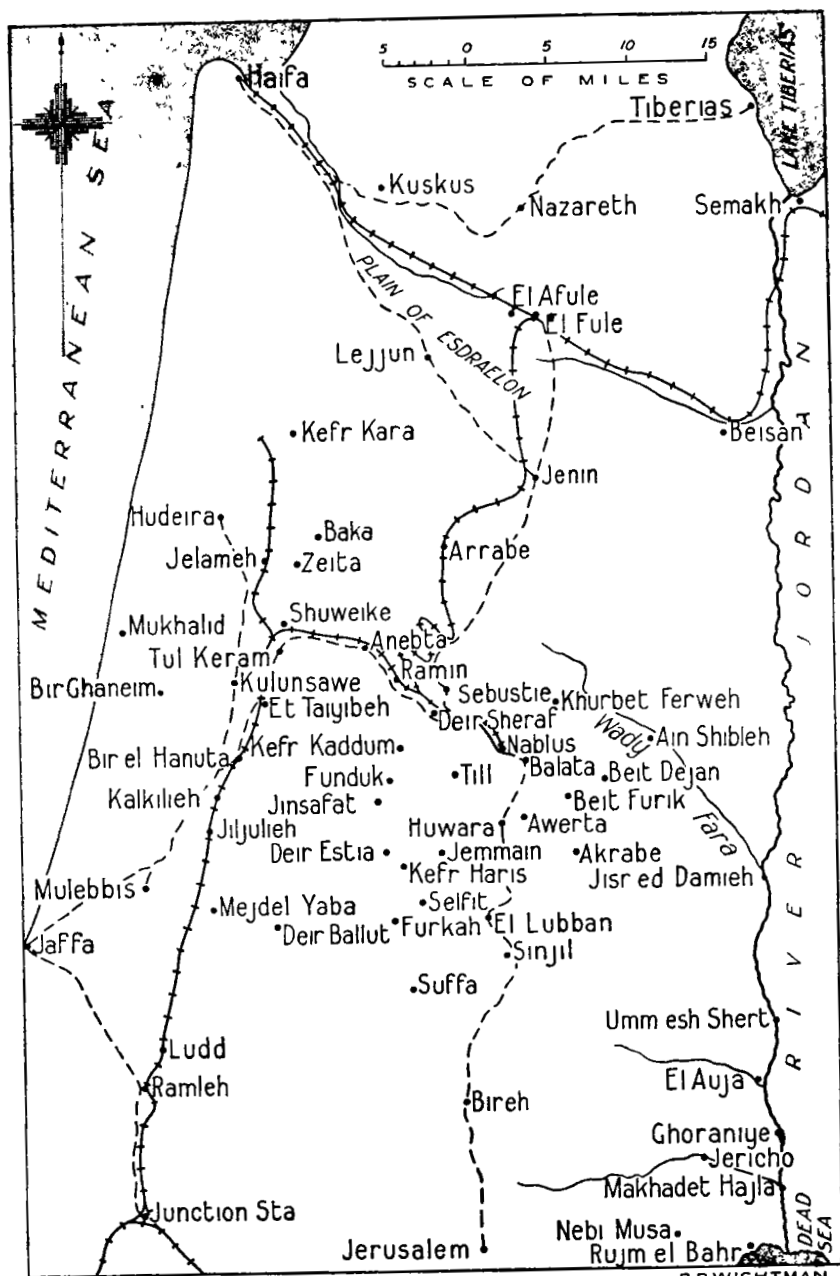 5 0 5 10 15
SCALE OF MILES
MEDITERRANEAN SEA
LAKE TIBERIAS
Haifa
Tiberias
Kuskus
Nazareth
Semakh
PLAIN OF ESDRAELON
El Afule
El Fule
Lejjun
Beisan
Kefr Kara
Jenin
Hudeira
Baka
Arrabe
Jelameh
Zeita
RIVER JORDAN
Shuweike
Mukhalid
Anebta
Tul Keram
Ramin
Bir Ghaneim
Kulunsawe
Sebustie
Khurbet Ferweh
Et Taiyibeh
Deir Sheraf
Wady Fara
Ain Shibleh
Bir el Hanuta
Kefr Kaddum
Nablus
Balata
Funduk
Till
Beit Dejan
Kalkilieh
Jinsafat
Beit Furik
Jiljulieh
Huwara
Awerta
Deir Estia
Jemmain
Akrabe
Kefr Haris
Jisr ed Damieh
Mulebbis
Selfit
Mejdel Yaba
Deir Ballut
Furkah
El Lubban
Jaffa
Sinjil
Suffa
Umm esh Shert
Ludd
El Auja
Ramleh
Bireh
Ghoraniye
Jericho
Makhadet Hajla
Junction Sta
Nebi Musa
DEAD SEA
Jerusalem
Rujm el Bahr